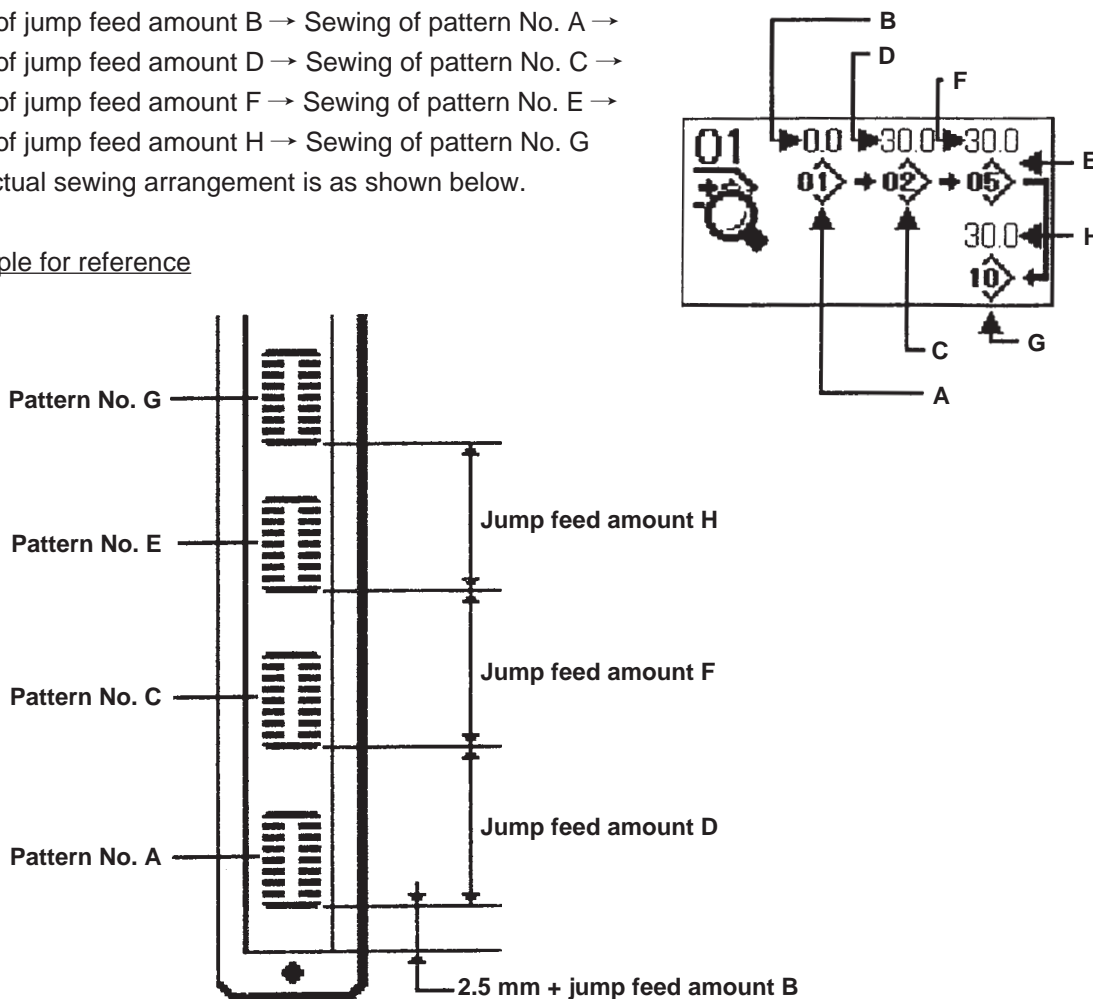 of jump feed amount B → Sewing of pattern No. A →
of jump feed amount D → Sewing of pattern No. C →
of jump feed amount F → Sewing of pattern No. E →
of jump feed amount H → Sewing of pattern No. G
ctual sewing arrangement is as shown below.
ple for reference
B
D
F
01 0.0 30.0 30.0
E
01 02 05
30.0
H
10
G
C
A
Pattern No. G
Jump feed amount H
Pattern No. E
Jump feed amount F
Pattern No. C
Jump feed amount D
Pattern No. A
2.5 mm + jump feed amount B